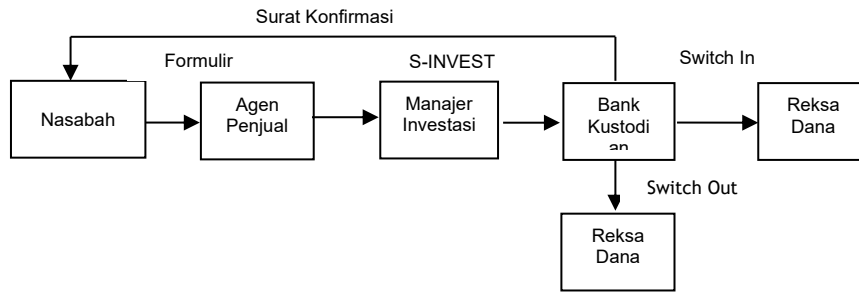 Surat Konfirmasi
Formulir
S-INVEST
Switch In
Nasabah
Agen
Penjual
Manajer
Investasi
Bank
Kustodi
an
Reksa
Dana
Switch Out
Reksa
Dana